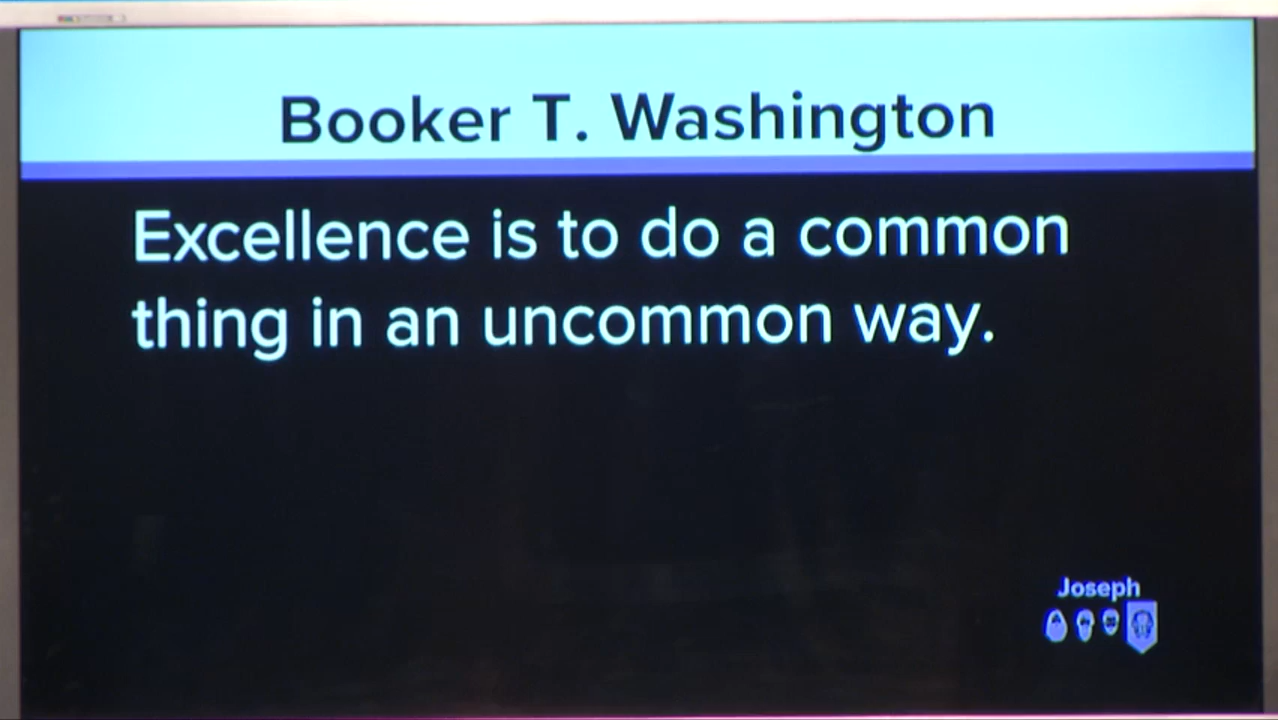 Booker T. Washington
Excellence is to do a common
thing in an uncommon way.
Joseph